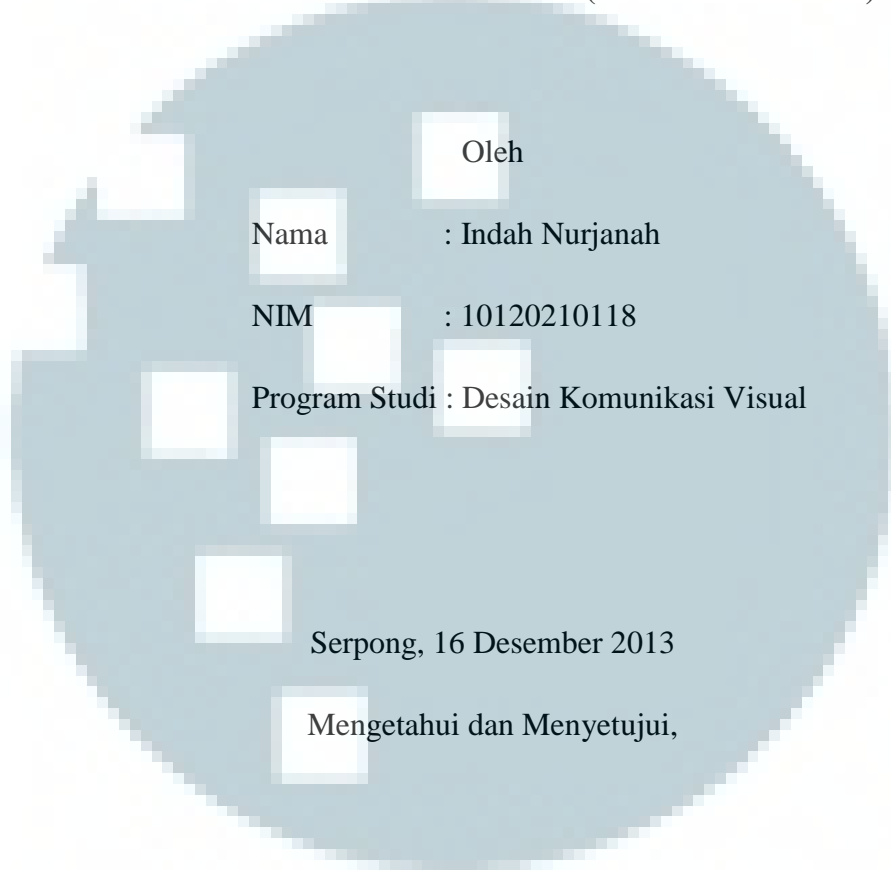 Oleh
Nama : Indah Nurjanah
NIM : 10120210118
Program Studi : Desain Komunikasi Visual
Serpong, 16 Desember 2013
Mengetahui dan Menyetujui,